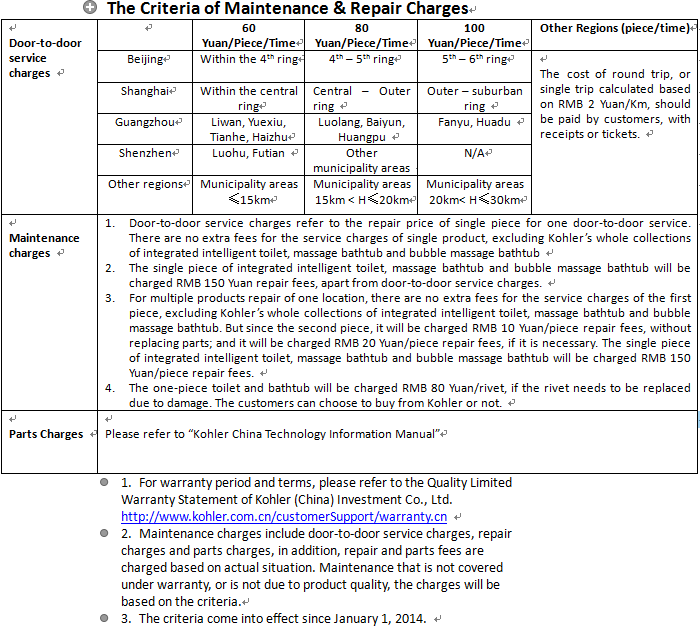 The Criteria of Maintenance & Repair Charges
Door-to-door service charges
60 Yuan/Piece/Time
80 Yuan/Piece/Time
100 Yuan/Piece/Time
Other Regions (piece/time)
Beijing
Within the 4th ring
4th – 5th ring
5th – 6th ring
The cost of round trip, or
single trip calculated based
on RMB 2 Yuan/Km, should
be paid by customers, with
receipts or tickets.
Shanghai
Within the central ring
Central – Outer ring
Outer – suburban ring
Guangzhou
Liwan, Yuexiu, Tianhe, Haizhu
Luolang, Baiyun, Huangpu
Fanyu, Huadu
Shenzhen
Luohu, Futian
Other municipality areas
N/A
Other regions
Municipality areas ⩽15km
Municipality areas 15km < H⩽20km
Municipality areas 20km< H⩽30km
Maintenance charges
1. Door-to-door service charges refer to the repair price of single piece for one door-to-door service.
There are no extra fees for the service charges of single product, excluding Kohler's whole collections
of integrated intelligent toilet, massage bathtub and bubble massage bathtub
2. The single piece of integrated intelligent toilet, massage bathtub and bubble massage bathtub will be
charged RMB 150 Yuan repair fees, apart from door-to-door service charges.
3. For multiple products repair of one location, there are no extra fees for the service charges of the first
piece, excluding Kohler's whole collections of integrated intelligent toilet, massage bathtub and bubble
massage bathtub. But since the second piece, it will be charged RMB 10 Yuan/piece repair fees, without
replacing parts; and it will be charged RMB 20 Yuan/piece repair fees, if it is necessary. The single piece
of integrated intelligent toilet, massage bathtub and bubble massage bathtub will be charged RMB 150
Yuan/piece repair fees.
4. The one-piece toilet and bathtub will be charged RMB 80 Yuan/rivet, if the rivet needs to be replaced
due to damage. The customers can choose to buy from Kohler or not.
Parts Charges
Please refer to "Kohler China Technology Information Manual"
1. For warranty period and terms, please refer to the Quality Limited
Warranty Statement of Kohler (China) Investment Co., Ltd.
http://www.kohler.com.cn/customerSupport/warranty.cn
2. Maintenance charges include door-to-door service charges, repair
charges and parts charges, in addition, repair and parts fees are
charged based on actual situation. Maintenance that is not covered
under warranty, or is not due to product quality, the charges will be
based on the criteria.
3. The criteria come into effect since January 1, 2014.